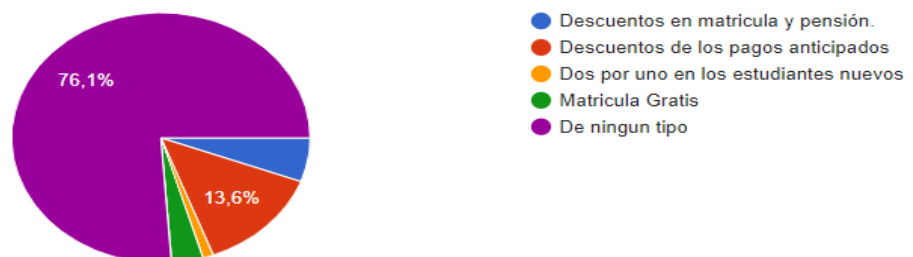 76,1%
13,6%
Descuentos en matricula y pensión.
Descuentos de los pagos anticipados
Dos por uno en los estudiantes nuevos
Matricula Gratis
De ningun tipo